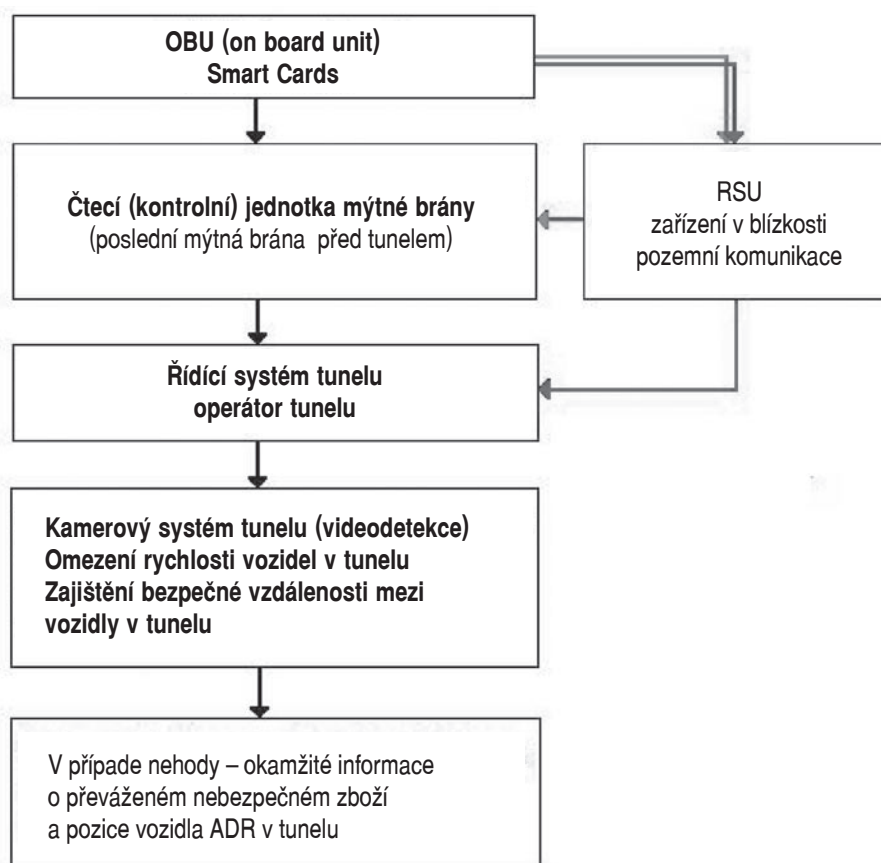 OBU (on board unit)
Smart Cards
Čtecí (kontrolní) jednotka mýtné brány
(poslední mýtná brána před tunelem)
RSU
zařízení v blízkosti
pozemní komunikace
Řídící systém tunelu
operátor tunelu
Kamerový systém tunelu (videodetekce)
Omezení rychlosti vozidel v tunelu
Zajištění bezpečné vzdálenosti mezi
vozidly v tunelu
V případe nehody – okamžité informace
o převáženém nebezpečném zboží
a pozice vozidla ADR v tunelu